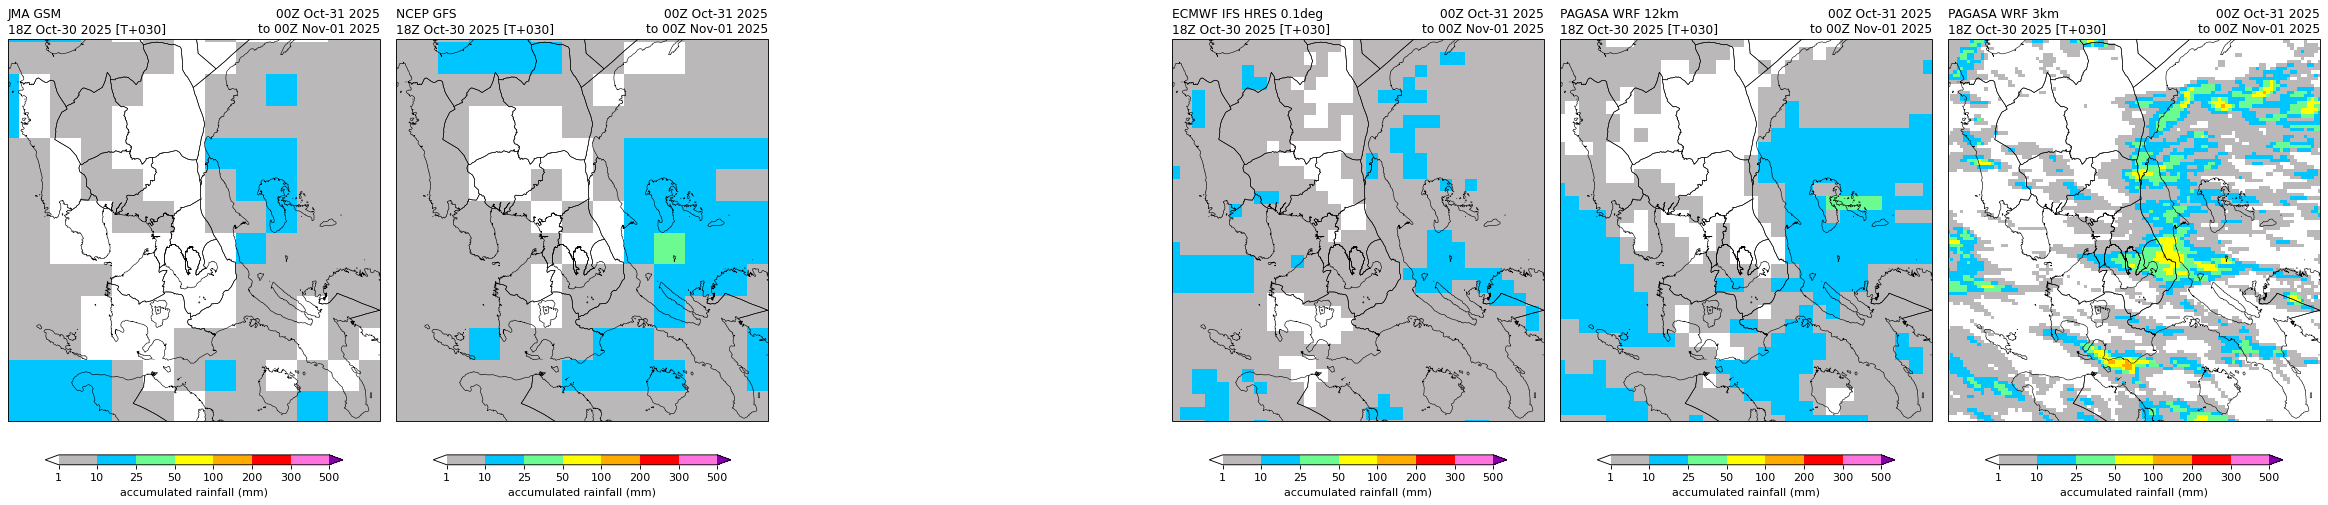 JMA GSM 00Z Oct-31 2025
18Z Oct-30 2025 [T+030] to 00Z Nov-01 2025
1 10 25 50 100 200 300 500
accumulated rainfall (mm)
NCEP GFS 00Z Oct-31 2025
18Z Oct-30 2025 [T+030] to 00Z Nov-01 2025
1 10 25 50 100 200 300 500
accumulated rainfall (mm)
ECMWF IFS HRES 0.1deg 00Z Oct-31 2025
18Z Oct-30 2025 [T+030] to 00Z Nov-01 2025
1 10 25 50 100 200 300 500
accumulated rainfall (mm)
PAGASA WRF 12km 00Z Oct-31 2025
18Z Oct-30 2025 [T+030] to 00Z Nov-01 2025
1 10 25 50 100 200 300 500
accumulated rainfall (mm)
PAGASA WRF 3km 00Z Oct-31 2025
18Z Oct-30 2025 [T+030] to 00Z Nov-01 2025
1 10 25 50 100 200 300 500
accumulated rainfall (mm)